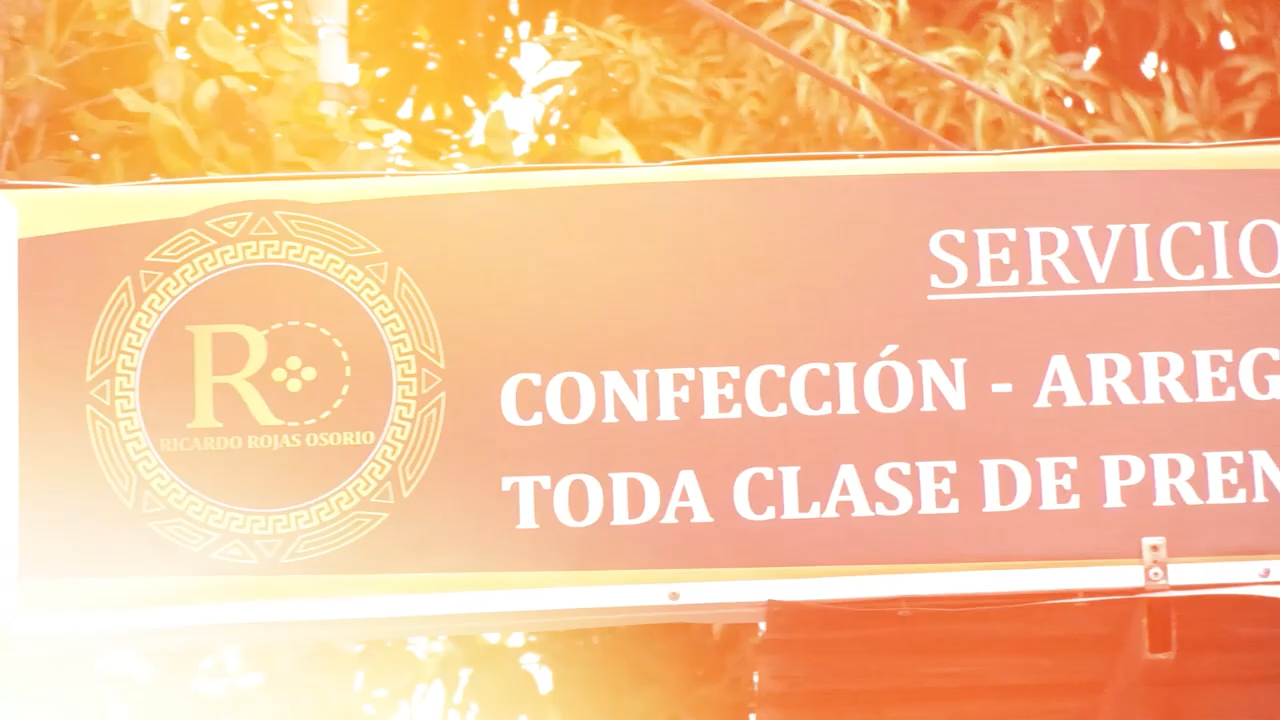 R
RICARDO ROJAS OSORIO
SERVICIO
CONFECCIÓN - ARREG
TODA CLASE DE PREN